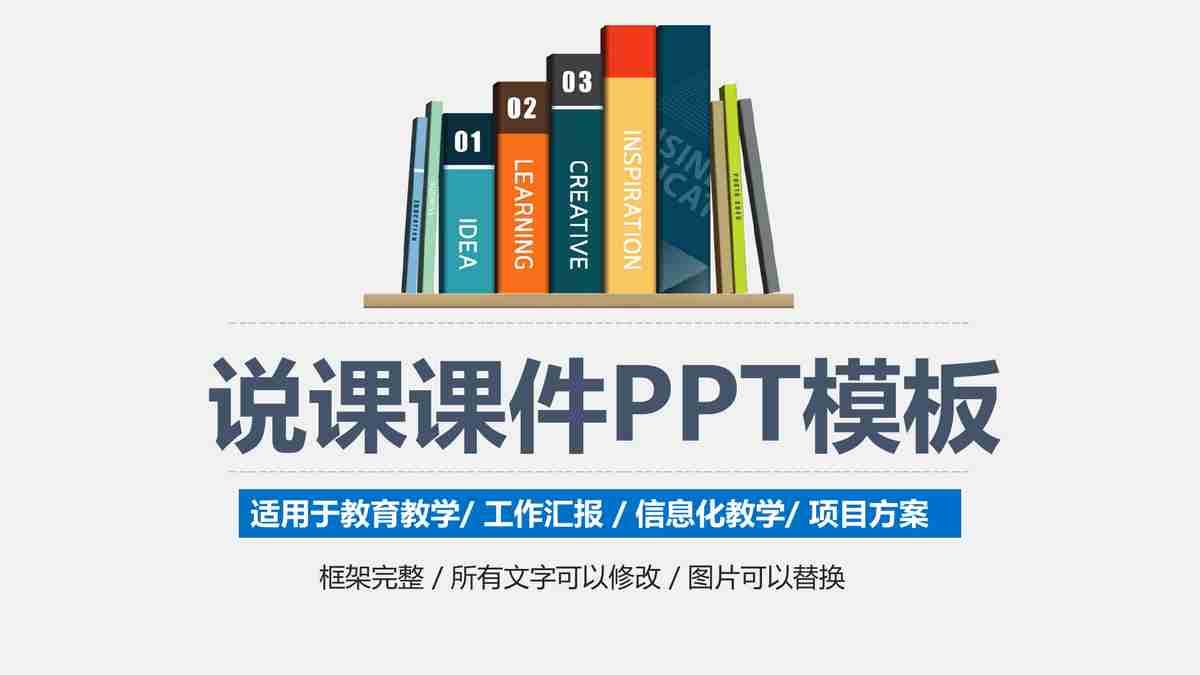 01
IDEA
02
LEARNING
03
CREATIVE
INSPIRATION
EDUCATION
说课课件PPT模板
适用于教育教学/ 工作汇报 / 信息化教学/ 项目方案
框架完整 / 所有文字可以修改 / 图片可以替换